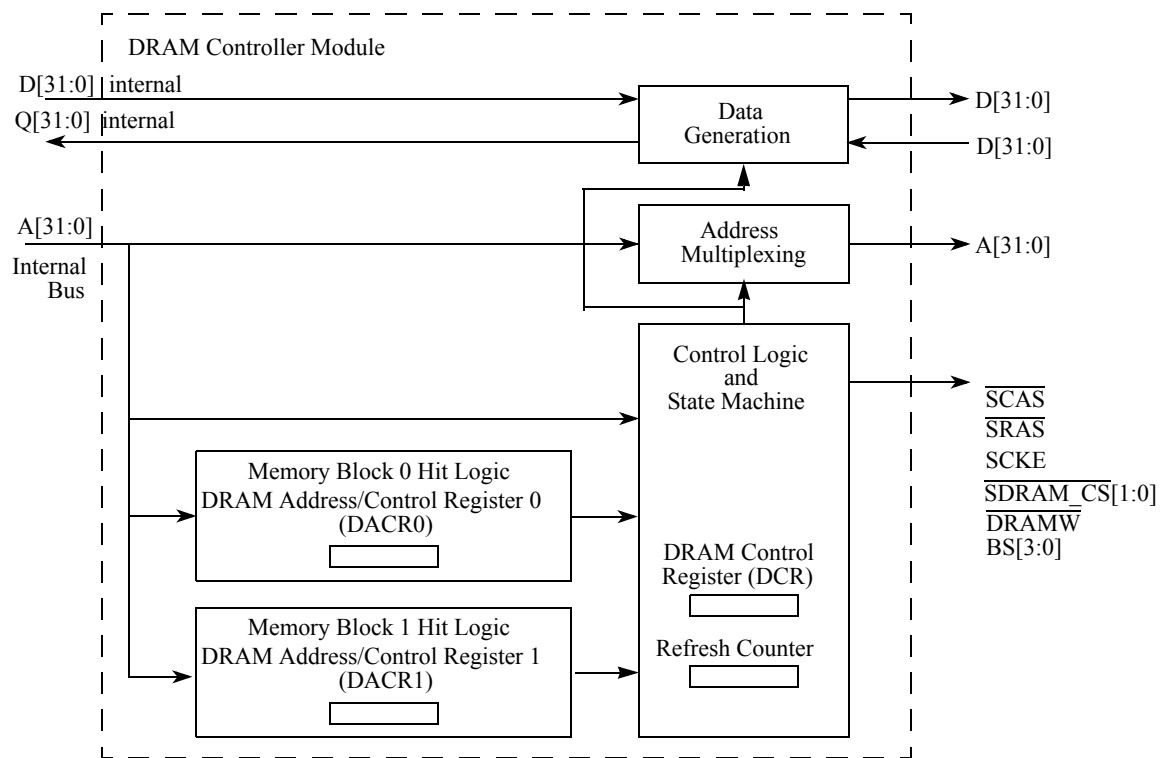 DRAM Controller Module
D[31:0] internal
Q[31:0] internal
Data
Generation
D[31:0]
D[31:0]
A[31:0]
Internal
Bus
Address
Multiplexing
A[31:0]
Control Logic
and
State Machine
SCAS
SRAS
SCKE
SDRAM_CS[1:0]
DRAMW
BS[3:0]
Memory Block 0 Hit Logic
DRAM Address/Control Register 0
(DACR0)
DRAM Control
Register (DCR)
Memory Block 1 Hit Logic
DRAM Address/Control Register 1
(DACR1)
Refresh Counter